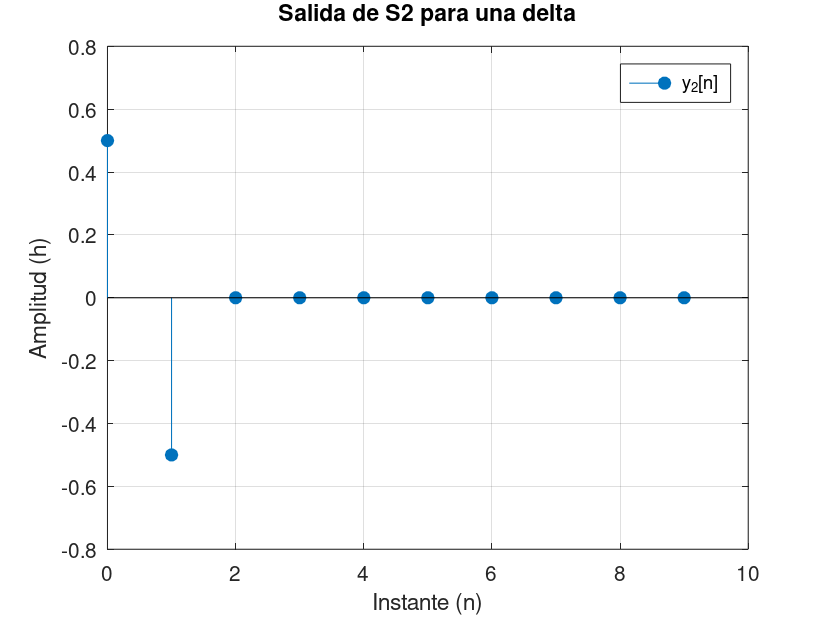 Salida de S2 para una delta
y₂[n]
0.8
0.6
0.4
0.2
0
-0.2
-0.4
-0.6
-0.8
Amplitud (h)
0 2 4 6 8 10
Instante (n)